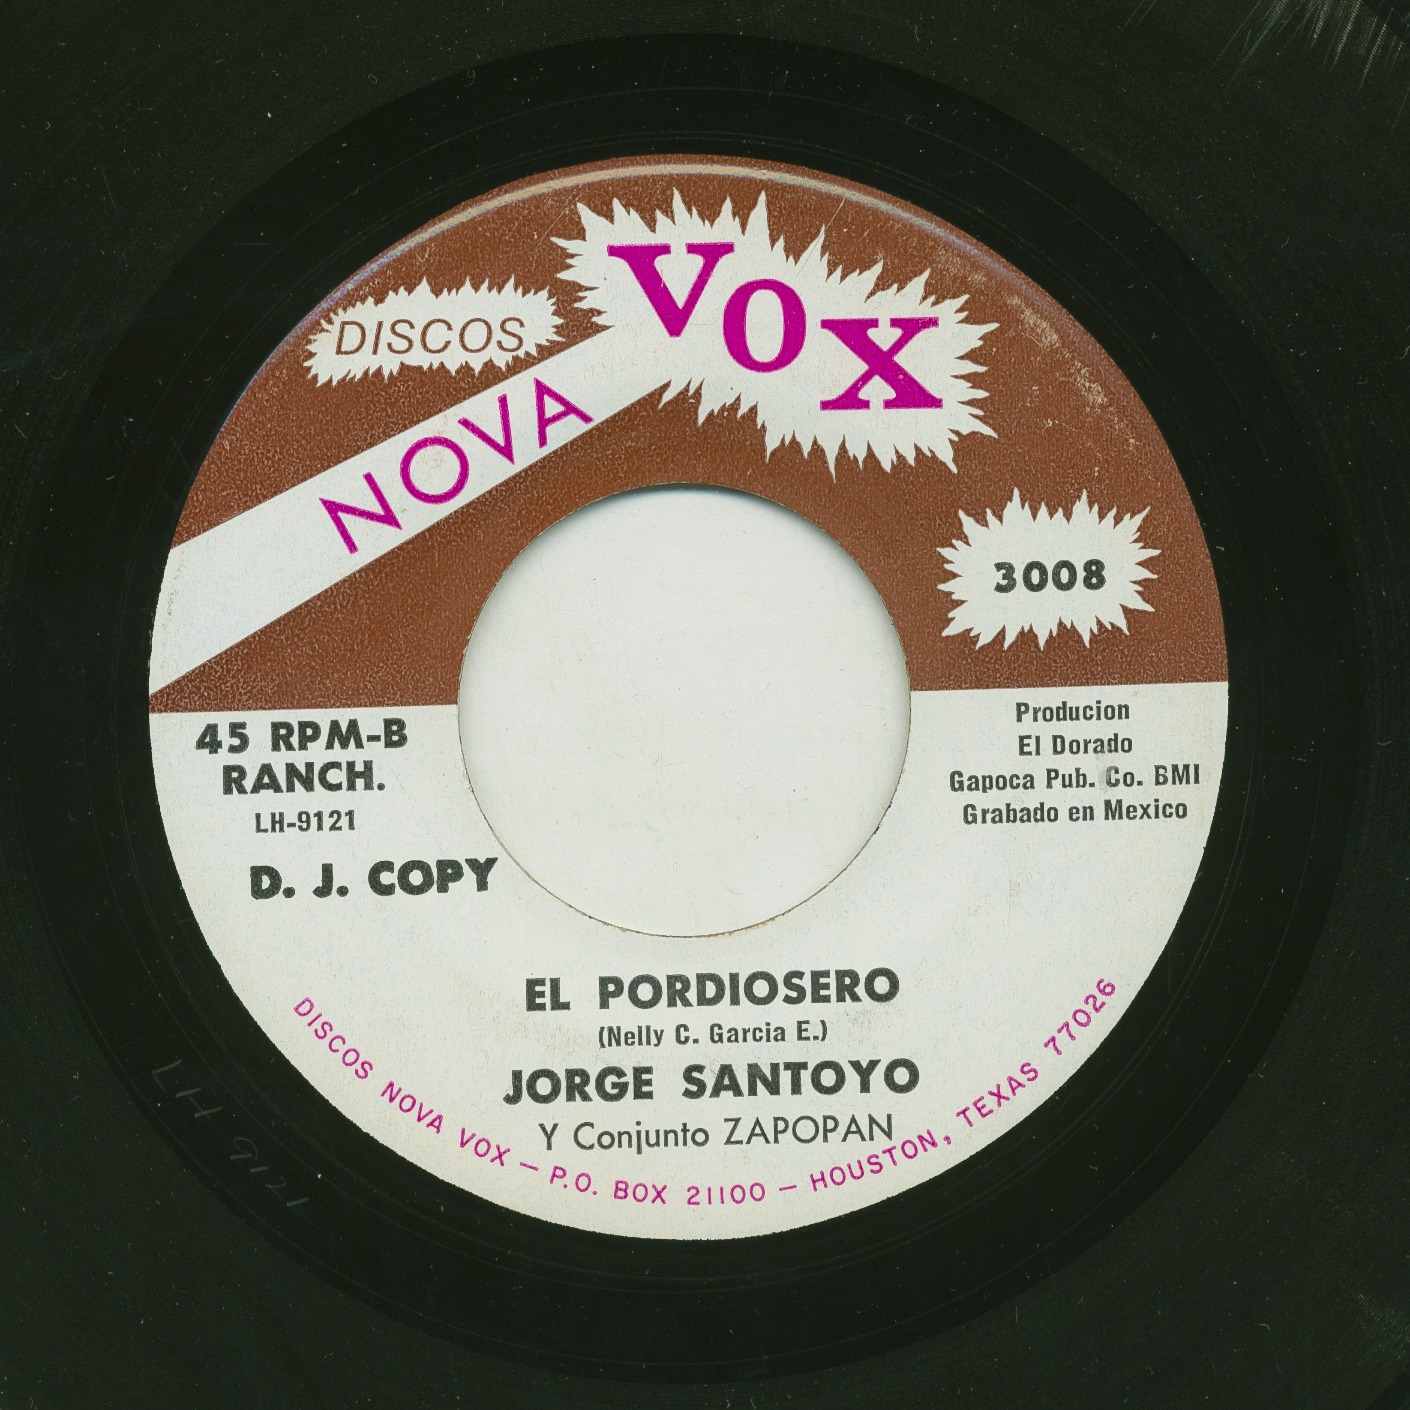 DISCOS
NOVA
VOX
3008
45 RPM-B
RANCH.
LH-9121
D. J. COPY
Producion
El Dorado
Gapoca Pub. Co. BMI
Grabado en Mexico
EL PORDIOSERO
(Nelly C. Garcia E.)
JORGE SANTOYO
Y Conjunto ZAPOPAN
DISCOS NOVA VOX — P.O. BOX 21100 — HOUSTON, TEXAS 77026
LH 9121